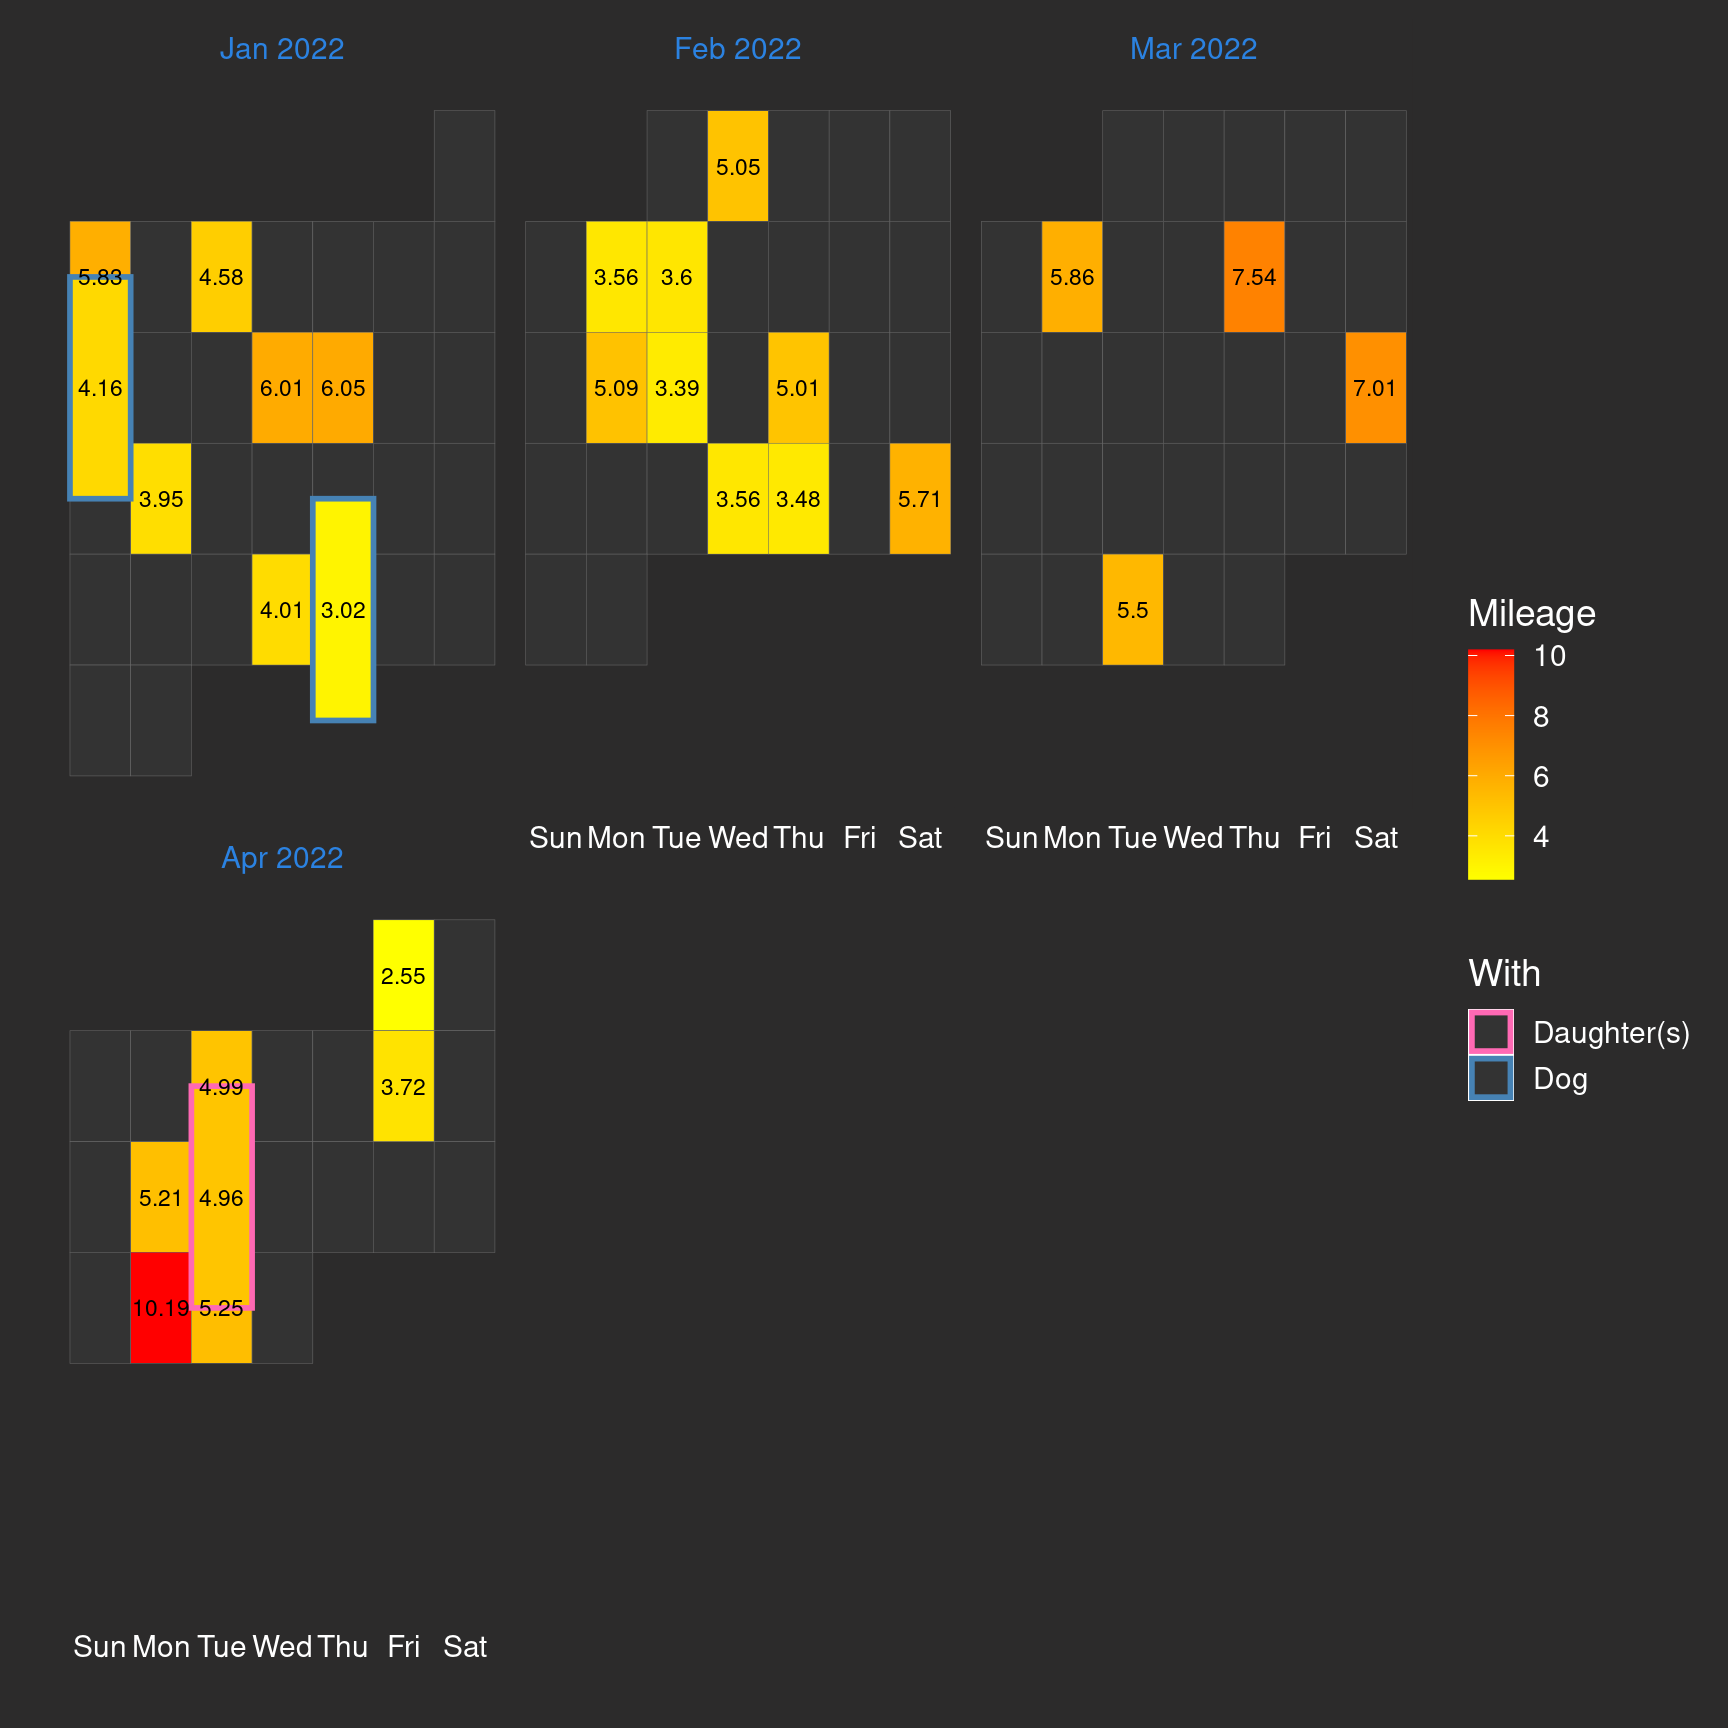 Jan 2022 Feb 2022 Mar 2022
5.05
5.83 4.58 3.56 3.6 5.86 7.54
4.16 6.01 6.05 5.09 3.39 5.01 7.01
3.95 3.56 3.48 5.71
4.01 3.02 5.5
Sun Mon Tue Wed Thu Fri Sat Sun Mon Tue Wed Thu Fri Sat
Apr 2022
2.55
4.99 3.72
5.21 4.96
10.19 5.25
Sun Mon Tue Wed Thu Fri Sat
Mileage
10
8
6
4
With
Daughter(s)
Dog